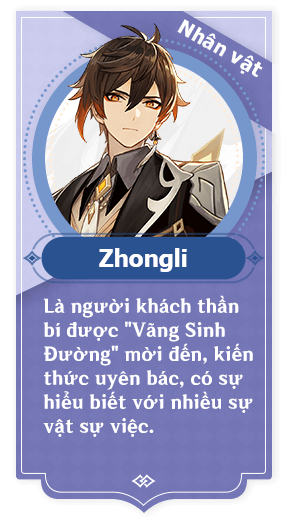 Nhân vật
Zhongli
Là người khách thần
bí được "Vãng Sinh
Đường" mời đến, kiến
thức uyên bác, có sự
hiểu biết với nhiều sự
vật sự việc.